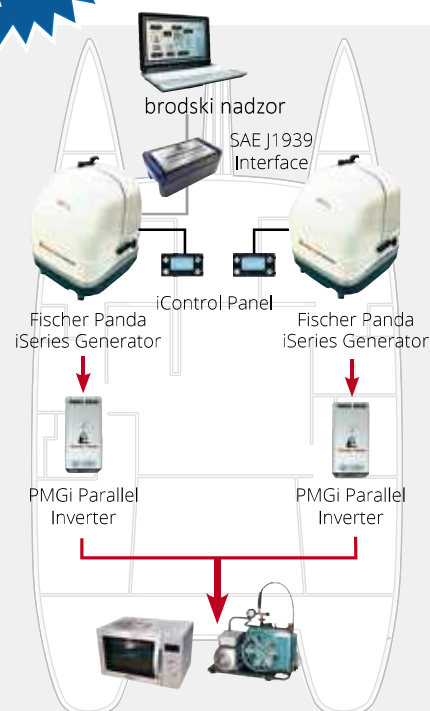 brodski nadzor
SAE J1939
Interface
iControl Panel
Fischer Panda
iSeries Generator
Fischer Panda
iSeries Generator
PMGi Parallel
Inverter
PMGi Parallel
Inverter